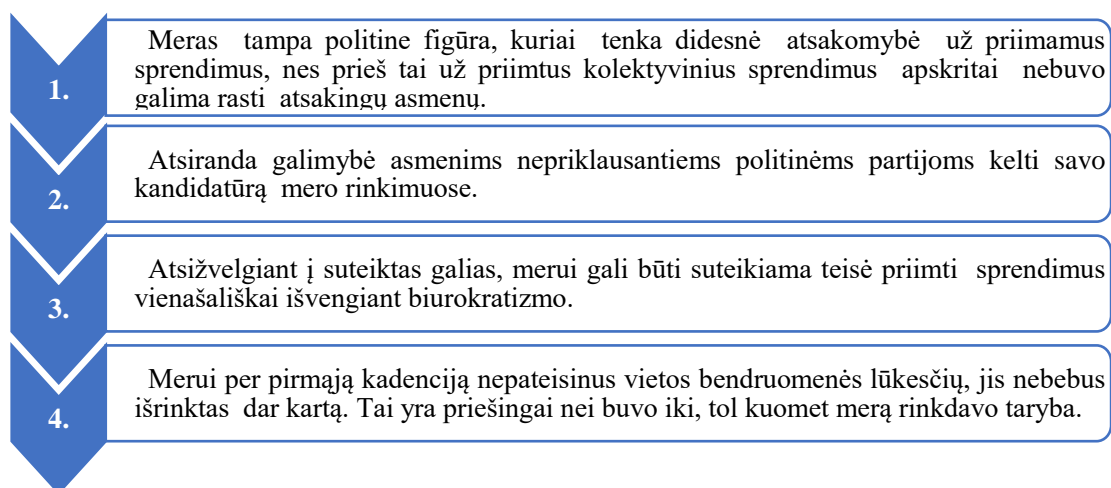 1.
Meras tampa politine figūra, kuriai tenka didesnė atsakomybė už priimamus
sprendimus, nes prieš tai už priimtus kolektyvinius sprendimus apskritai nebuvo
galima rasti atsakingų asmenų.
2.
Atsiranda galimybė asmenims nepriklausantiems politinėms partijoms kelti savo
kandidatūrą mero rinkimuose.
3.
Atsižvelgiant į suteiktas galias, merui gali būti suteikiama teisė priimti sprendimus
vienašališkai išvengiant biurokratizmo.
4.
Merui per pirmąją kadenciją nepateisinus vietos bendruomenės lūkesčių, jis nebebus
išrinktas dar kartą. Tai yra priešingai nei buvo iki, tol kuomet merą rinkdavo taryba.